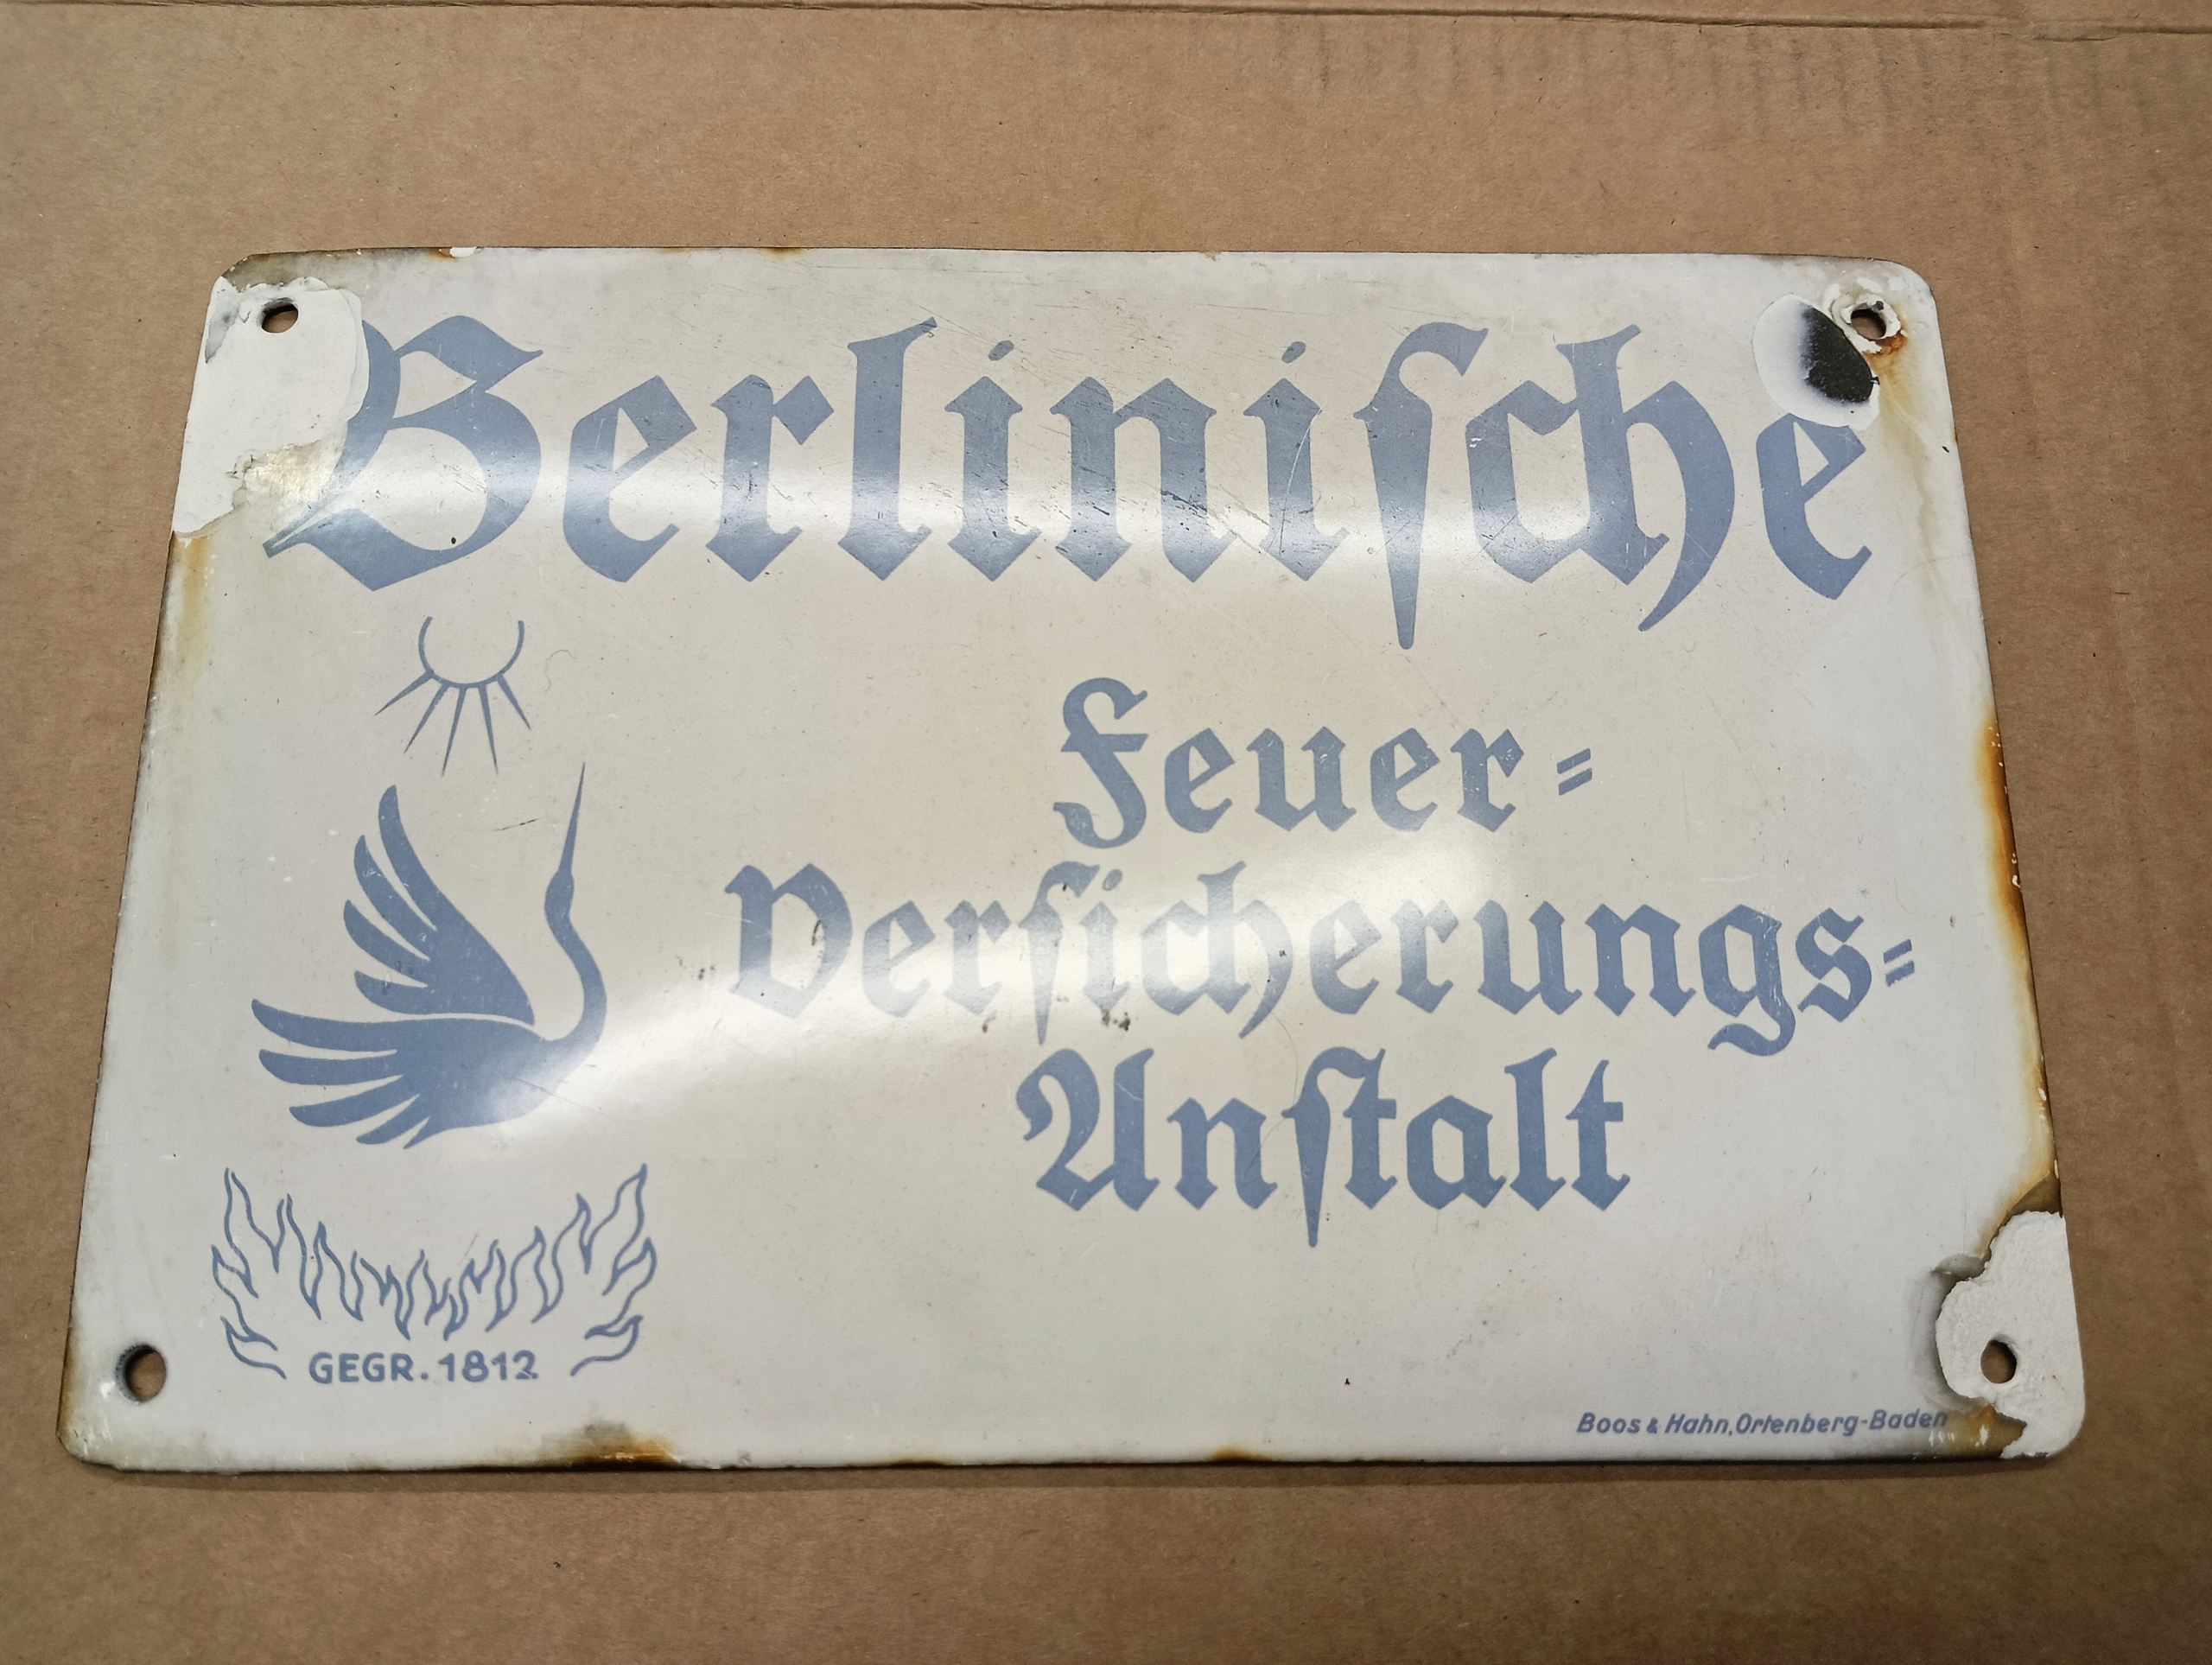 Berliniſche
Feuer=
Verſicherungs=
Anſtalt
GEGR. 1812
Boos & Hahn, Ortenberg-Baden